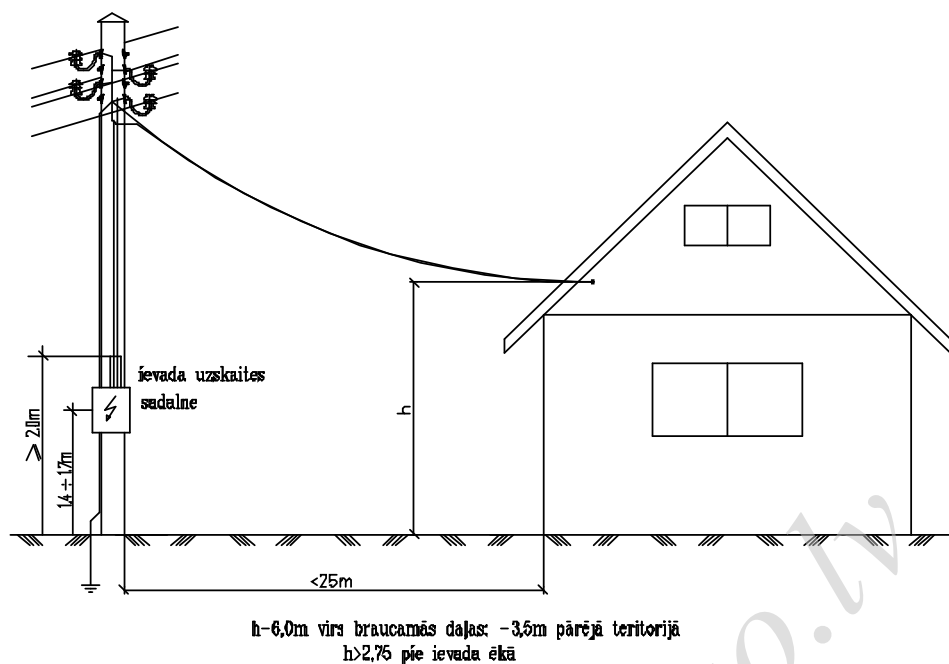 ievada uzskaites
sadalne
≥ 2.0m
1,4 ÷ 1,7m
h
<25m
h-6,0m virs braucamās daļas; -3,5m pārējā teritorijā
h>2,75 pie ievada ēkā
o.lv